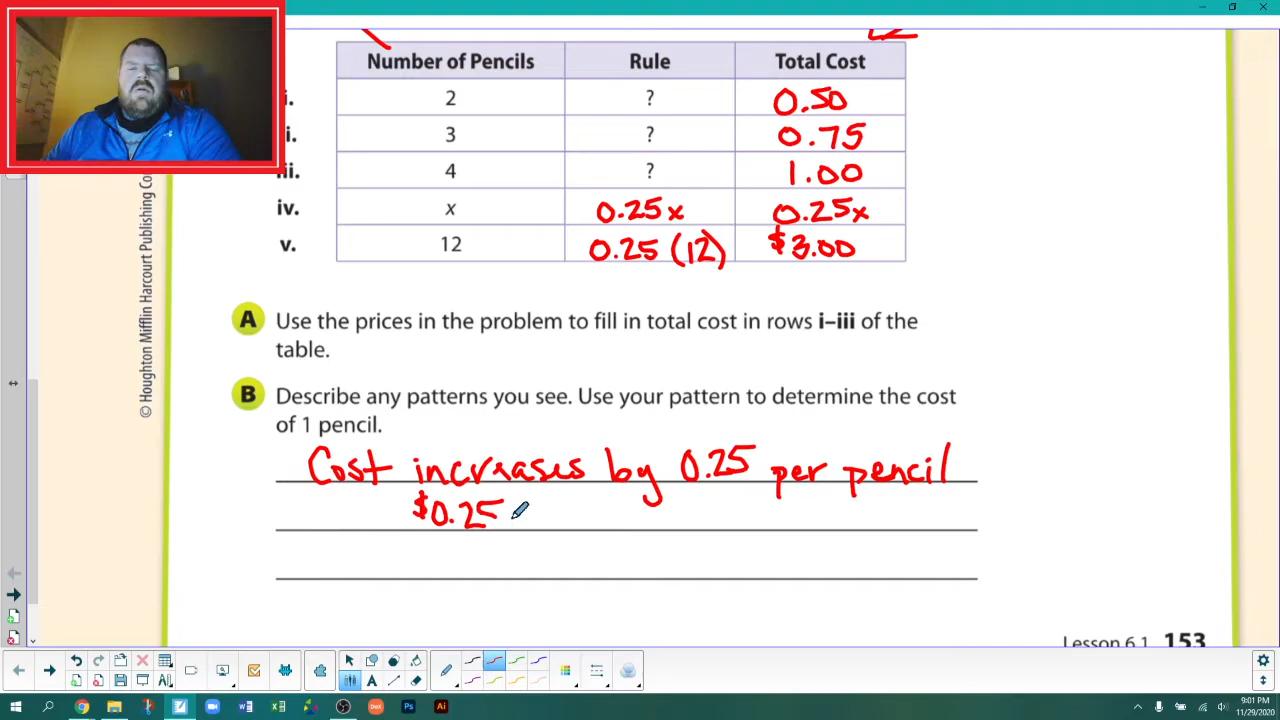 Number of Pencils Rule Total Cost
i. 2 ? 0.50
i. 3 ? 0.75
iii. 4 ? 1.00
iv. x 0.25x 0.25x
v. 12 0.25 (12) $3.00
A Use the prices in the problem to fill in total cost in rows i–iii of the
table.
B Describe any patterns you see. Use your pattern to determine the cost
of 1 pencil.
Cost increases by 0.25 per pencil
$0.25
© Houghton Mifflin Harcourt Publishing Co
Lesson 6.1 153
9:01 PM
11/29/2020